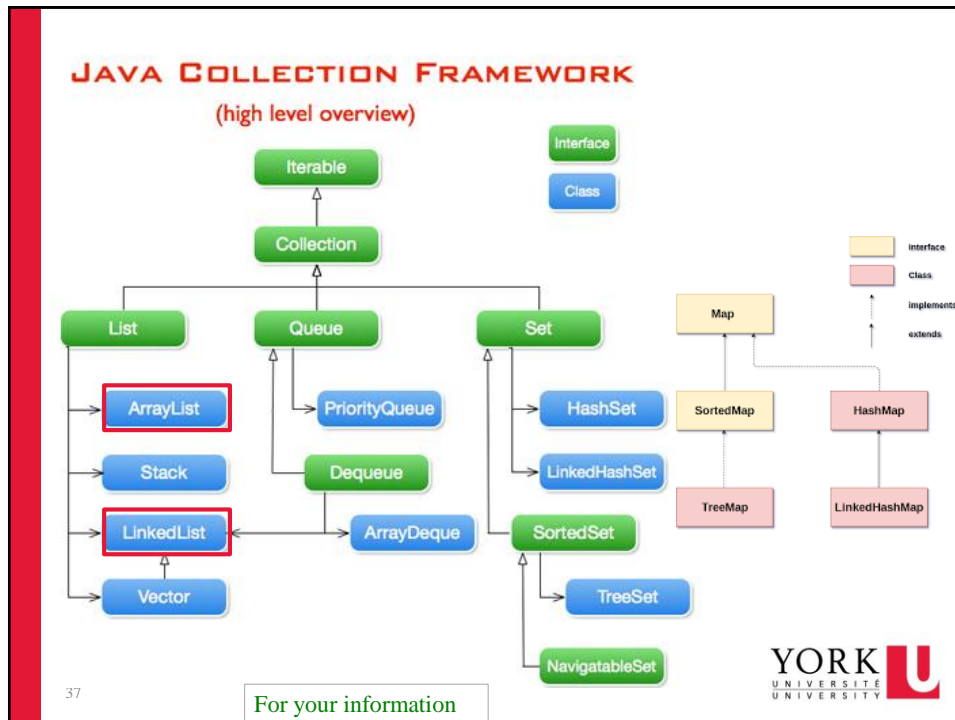 JAVA COLLECTION FRAMEWORK
(high level overview)
Interface
Class
Iterable
Collection
List
Queue
Set
ArrayList
PriorityQueue
HashSet
Stack
Dequeue
LinkedHashSet
LinkedList
ArrayDeque
SortedSet
Vector
TreeSet
NavigatableSet
Interface
Class
implements
extends
Map
SortedMap
HashMap
TreeMap
LinkedHashMap
37
For your information
YORK U
UNIVERSITÉ
UNIVERSITY